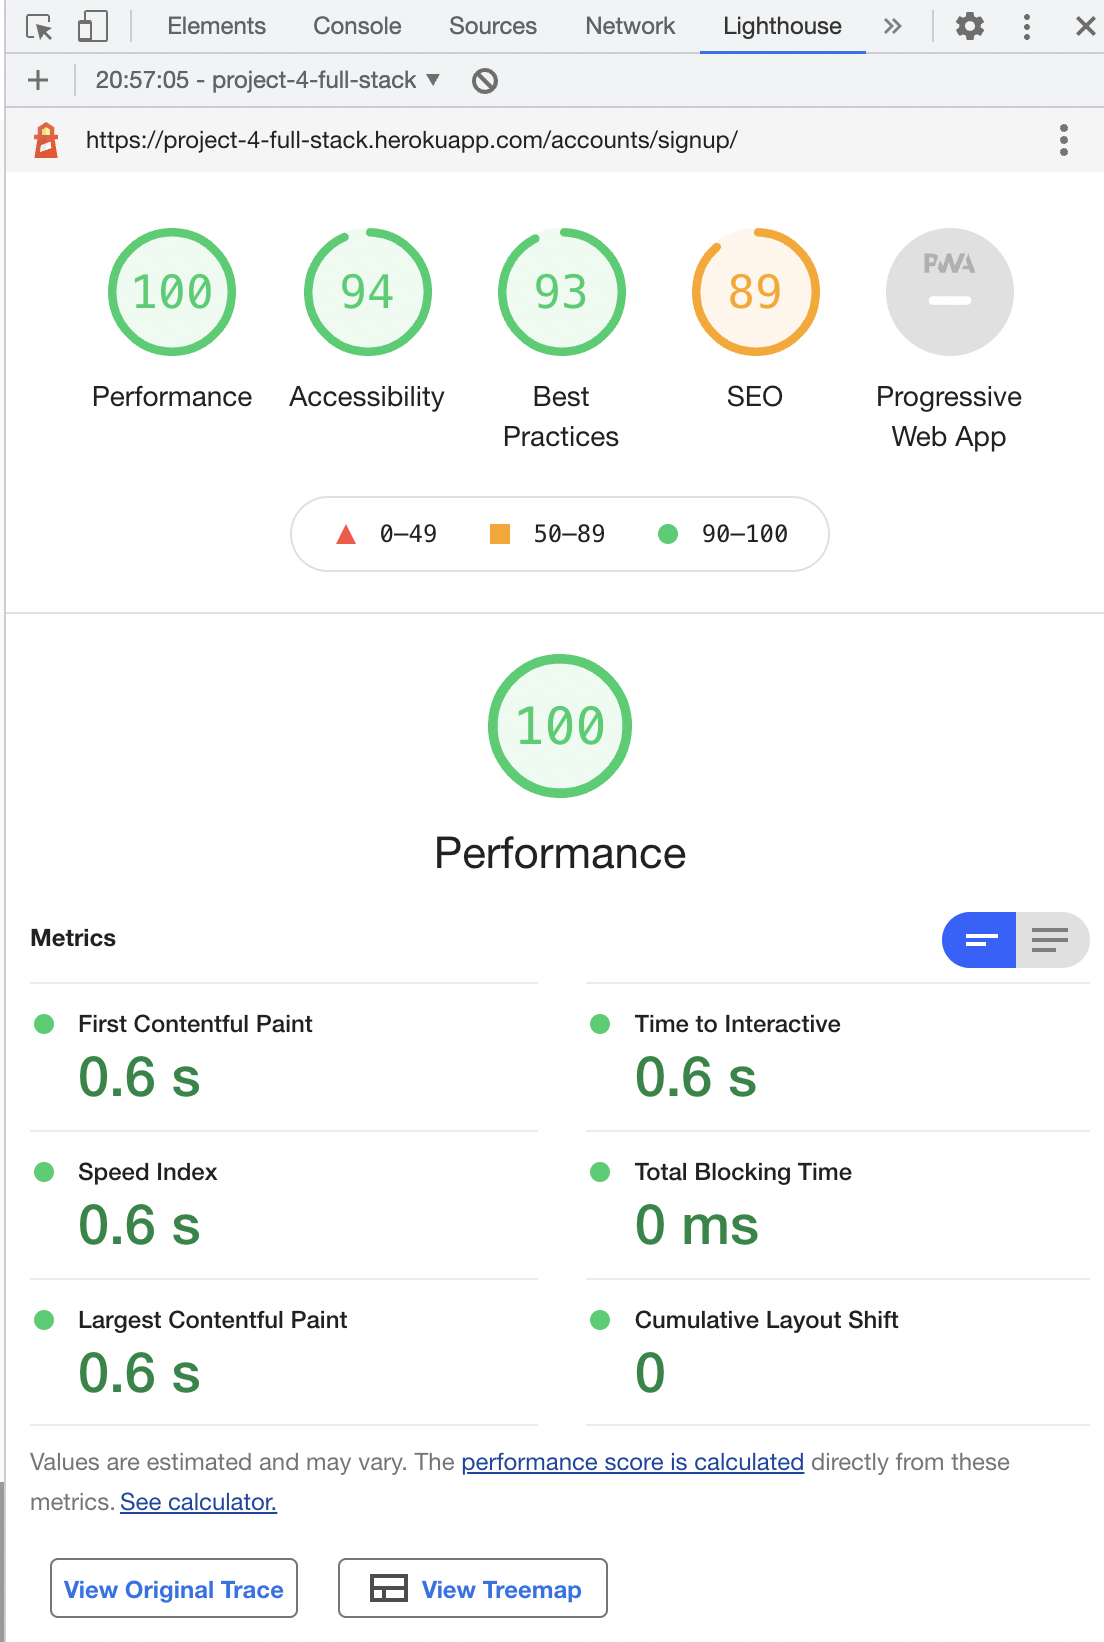 Elements Console Sources Network Lighthouse
20:57:05 - project-4-full-stack
https://project-4-full-stack.herokuapp.com/accounts/signup/
100 94 93 89 PWA
Performance Accessibility Best Practices SEO Progressive Web App
0–49 50–89 90–100
100
Performance
Metrics
First Contentful Paint
0.6 s
Time to Interactive
0.6 s
Speed Index
0.6 s
Total Blocking Time
0 ms
Largest Contentful Paint
0.6 s
Cumulative Layout Shift
0
Values are estimated and may vary. The performance score is calculated directly from these
metrics. See calculator.
View Original Trace View Treemap